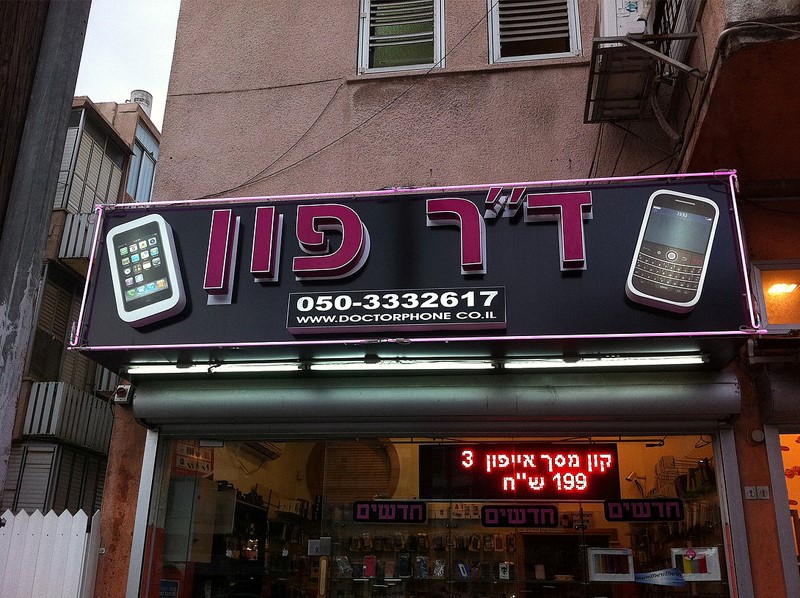 ד״ר פון
050-3332617
WWW.DOCTORPHONE CO.IL
קון מסך אייפון 3
199 ש״ח
חדשים חדשים חדשים